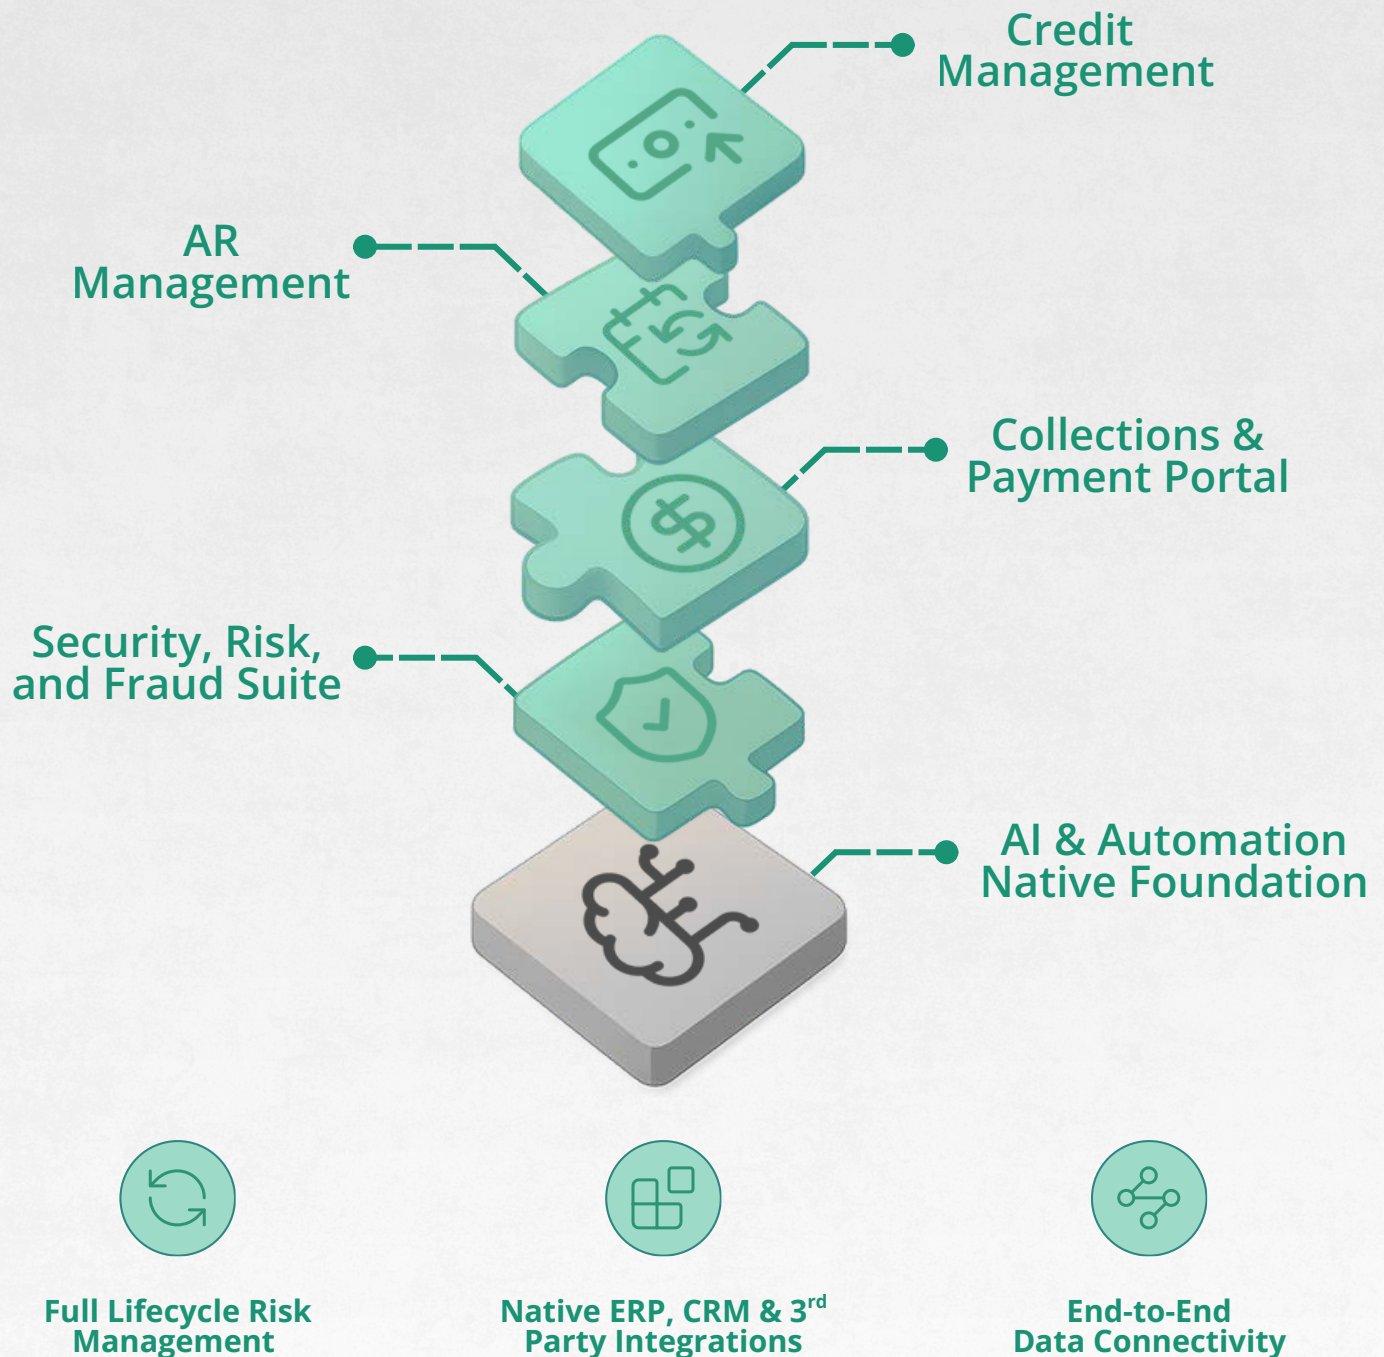 Credit
Management
AR
Management
Collections &
Payment Portal
Security, Risk,
and Fraud Suite
AI & Automation
Native Foundation
Full Lifecycle Risk
Management
Native ERP, CRM & 3rd
Party Integrations
End-to-End
Data Connectivity